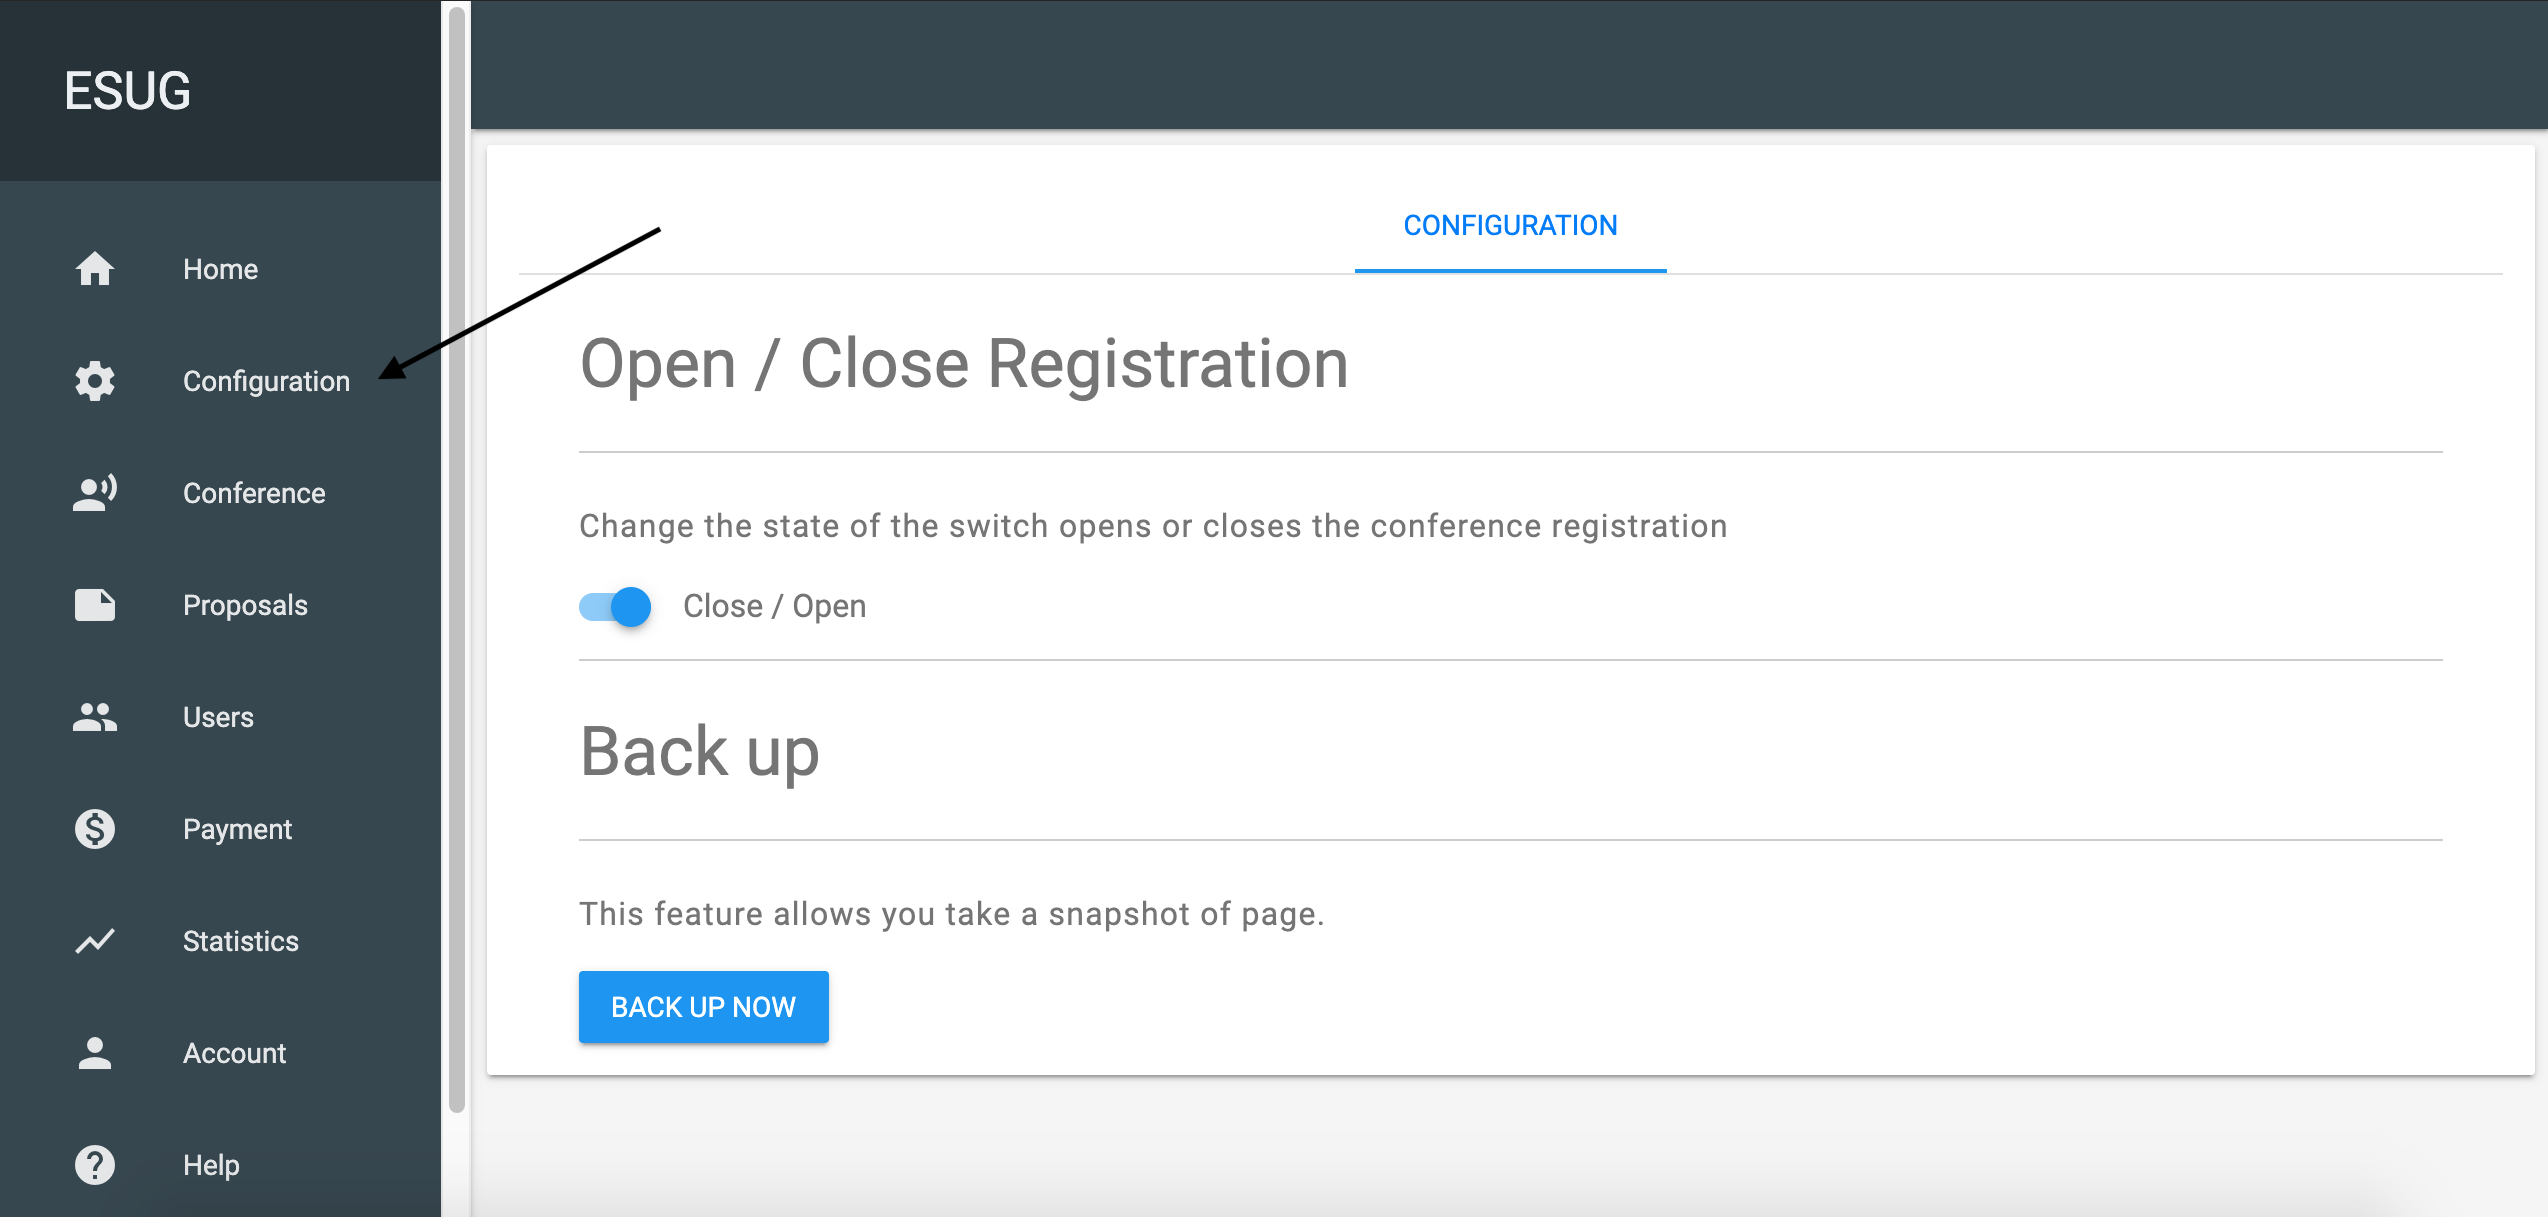 ESUG
Home
Configuration
Conference
Proposals
Users
Payment
Statistics
Account
Help
CONFIGURATION
Open / Close Registration
Change the state of the switch opens or closes the conference registration
Close / Open
Back up
This feature allows you take a snapshot of page.
BACK UP NOW